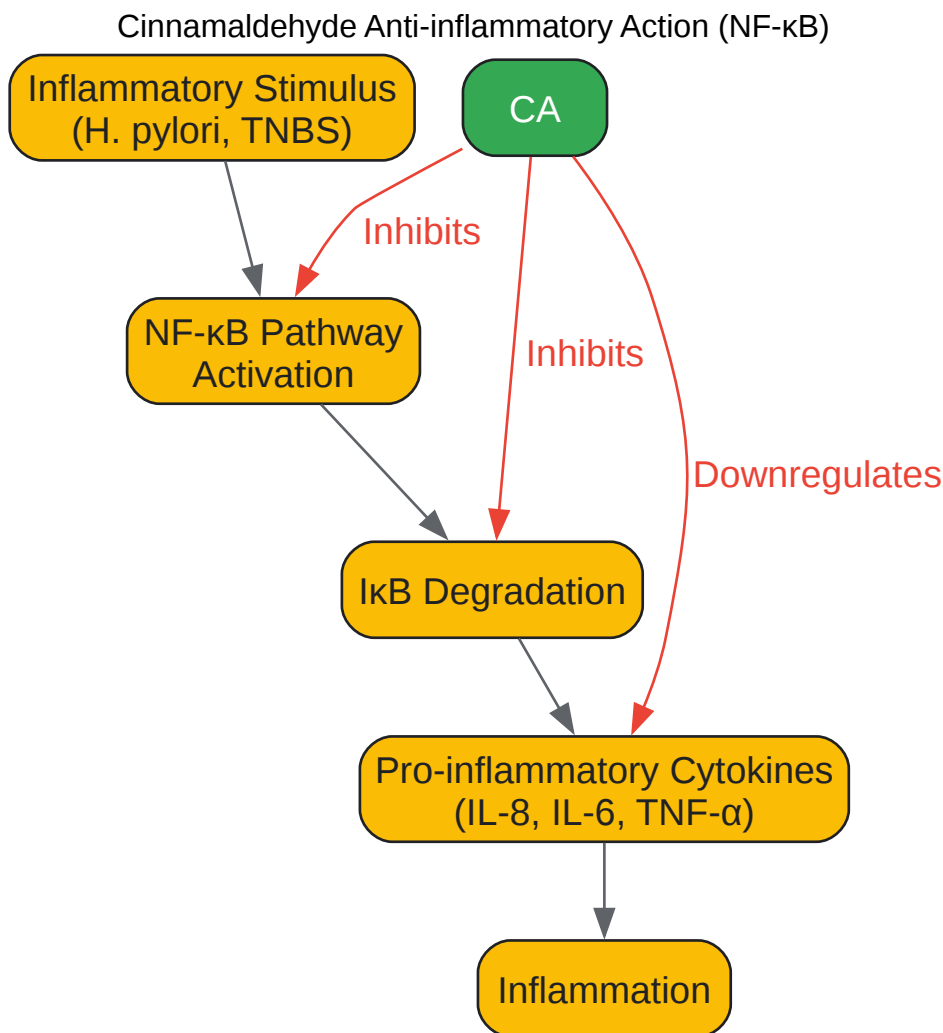 Cinnamaldehyde Anti-inflammatory Action (NF-κB)
Inflammatory Stimulus
(H. pylori, TNBS)
CA
Inhibits
NF-κB Pathway
Activation
Inhibits
Downregulates
IκB Degradation
Pro-inflammatory Cytokines
(IL-8, IL-6, TNF-α)
Inflammation